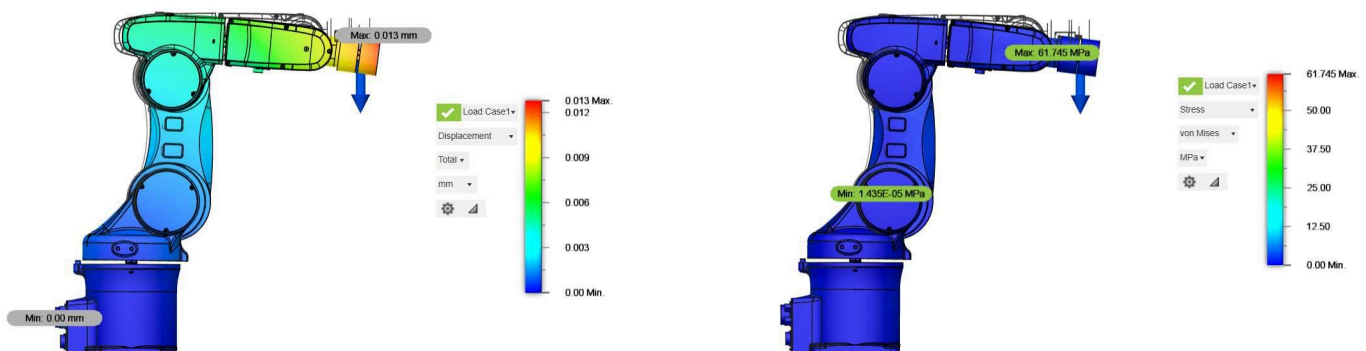 Max: 0.013 mm
Load Case1
Displacement
Total
mm
0.013 Max.
0.012
0.009
0.006
0.003
0.00 Min.
Min: 0.00 mm
Max: 61.745 MPa
Min: 1.435E-05 MPa
Load Case1
Stress
von Mises
MPa
61.745 Max.
50.00
37.50
25.00
12.50
0.00 Min.